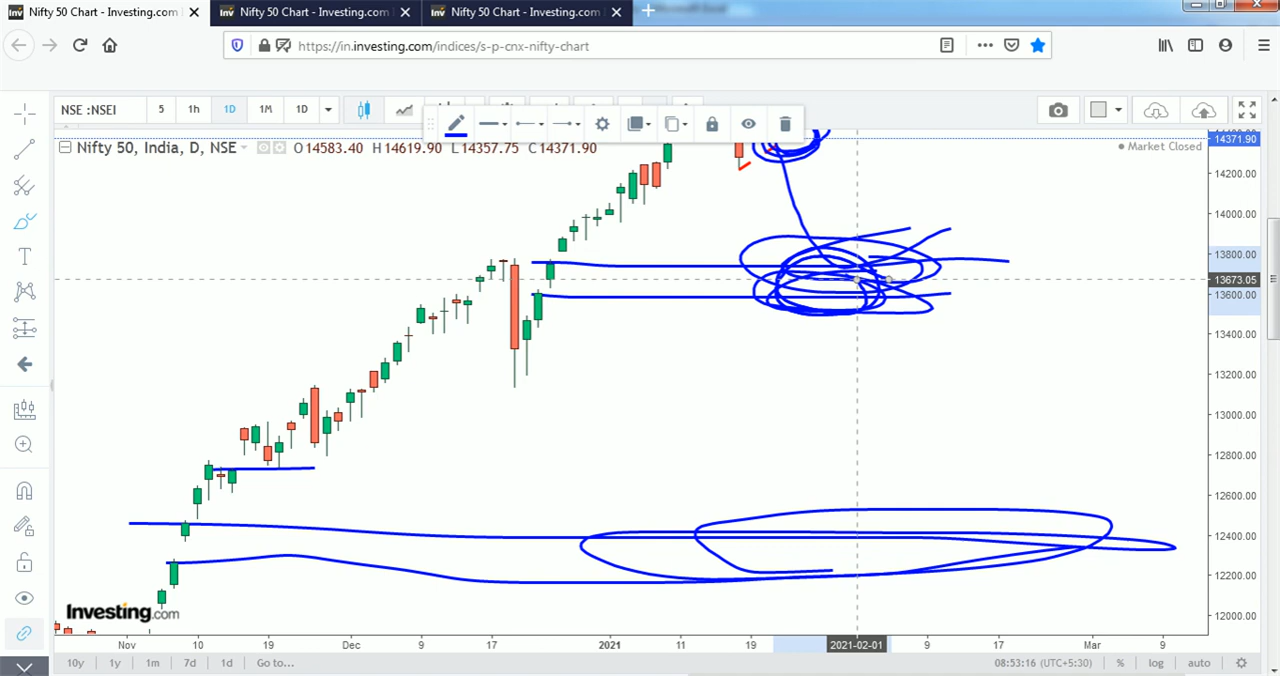 Nifty 50 Chart - Investing.com
Nifty 50 Chart - Investing.com
Nifty 50 Chart - Investing.com
https://in.investing.com/indices/s-p-cnx-nifty-chart
NSE :NSEI 5 1h 1D 1M 1D
Nifty 50, India, D, NSE O 14583.40 H 14619.90 L 14357.75 C 14371.90
Market Closed
14371.90
14200.00
14000.00
13800.00
13673.05
13600.00
13400.00
13200.00
13000.00
12800.00
12600.00
12400.00
12200.00
12000.00
Investing.com
Nov 10 19 Dec 9 17 2021 11 19 2021-02-01 9 17 Mar 9
10y 1y 1m 7d 1d Go to... 08:53:16 (UTC+5:30) % log auto